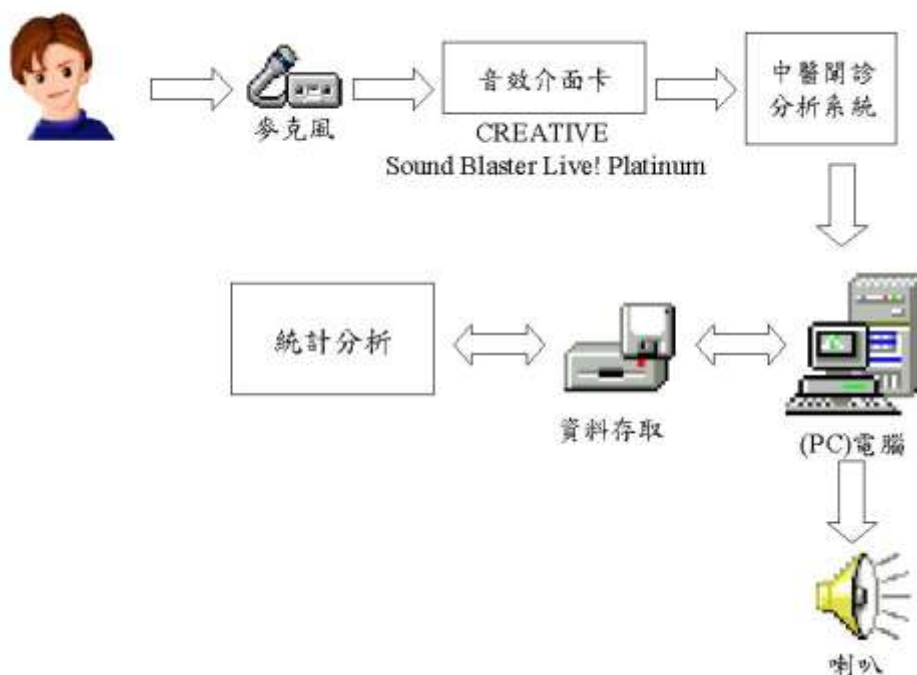 麥克風
音效介面卡
CREATIVE
Sound Blaster Live! Platinum
中醫聞診
分析系統
統計分析
資料存取
(PC)電腦
喇叭